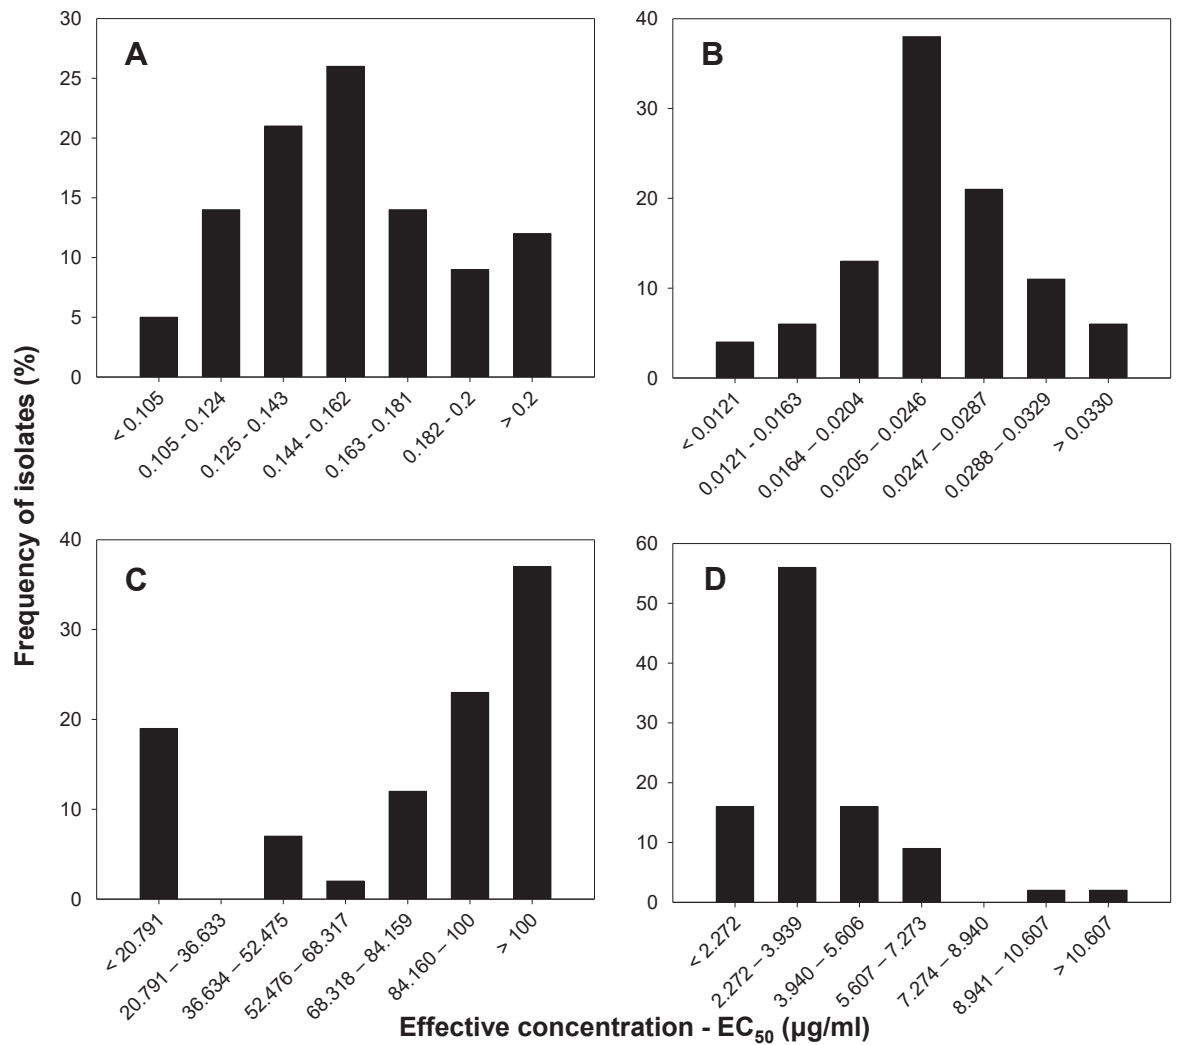 A
30
25
20
15
10
5
0
< 0.105
0.105 - 0.124
0.125 - 0.143
0.144 - 0.162
0.163 - 0.181
0.182 - 0.2
> 0.2
B
40
30
20
10
0
< 0.0121
0.0121 - 0.0163
0.0164 – 0.0204
0.0205 – 0.0246
0.0247 – 0.0287
0.0288 – 0.0329
> 0.0330
Frequency of isolates (%)
C
40
30
20
10
0
< 20.791
20.791 – 36.633
36.634 – 52.475
52.476 – 68.317
68.318 – 84.159
84.160 – 100
> 100
D
60
50
40
30
20
10
0
< 2.272
2.272 – 3.939
3.940 – 5.606
5.607 – 7.273
7.274 – 8.940
8.941 – 10.607
> 10.607
Effective concentration - EC₅₀ (µg/ml)